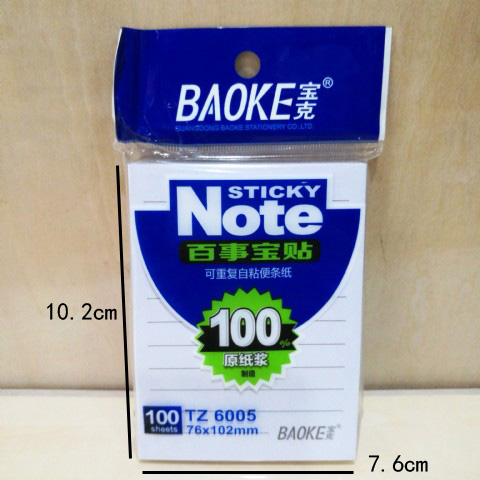 BAOKE宝克®
GUANGDONG BAOKE STATIONERY CO.,LTD.
STICKY
Note
百事宝贴
可重复自粘便条纸
100%
原纸浆
制造
10.2cm
100 sheets
TZ 6005
76x102mm
BAOKE宝克®
7.6cm